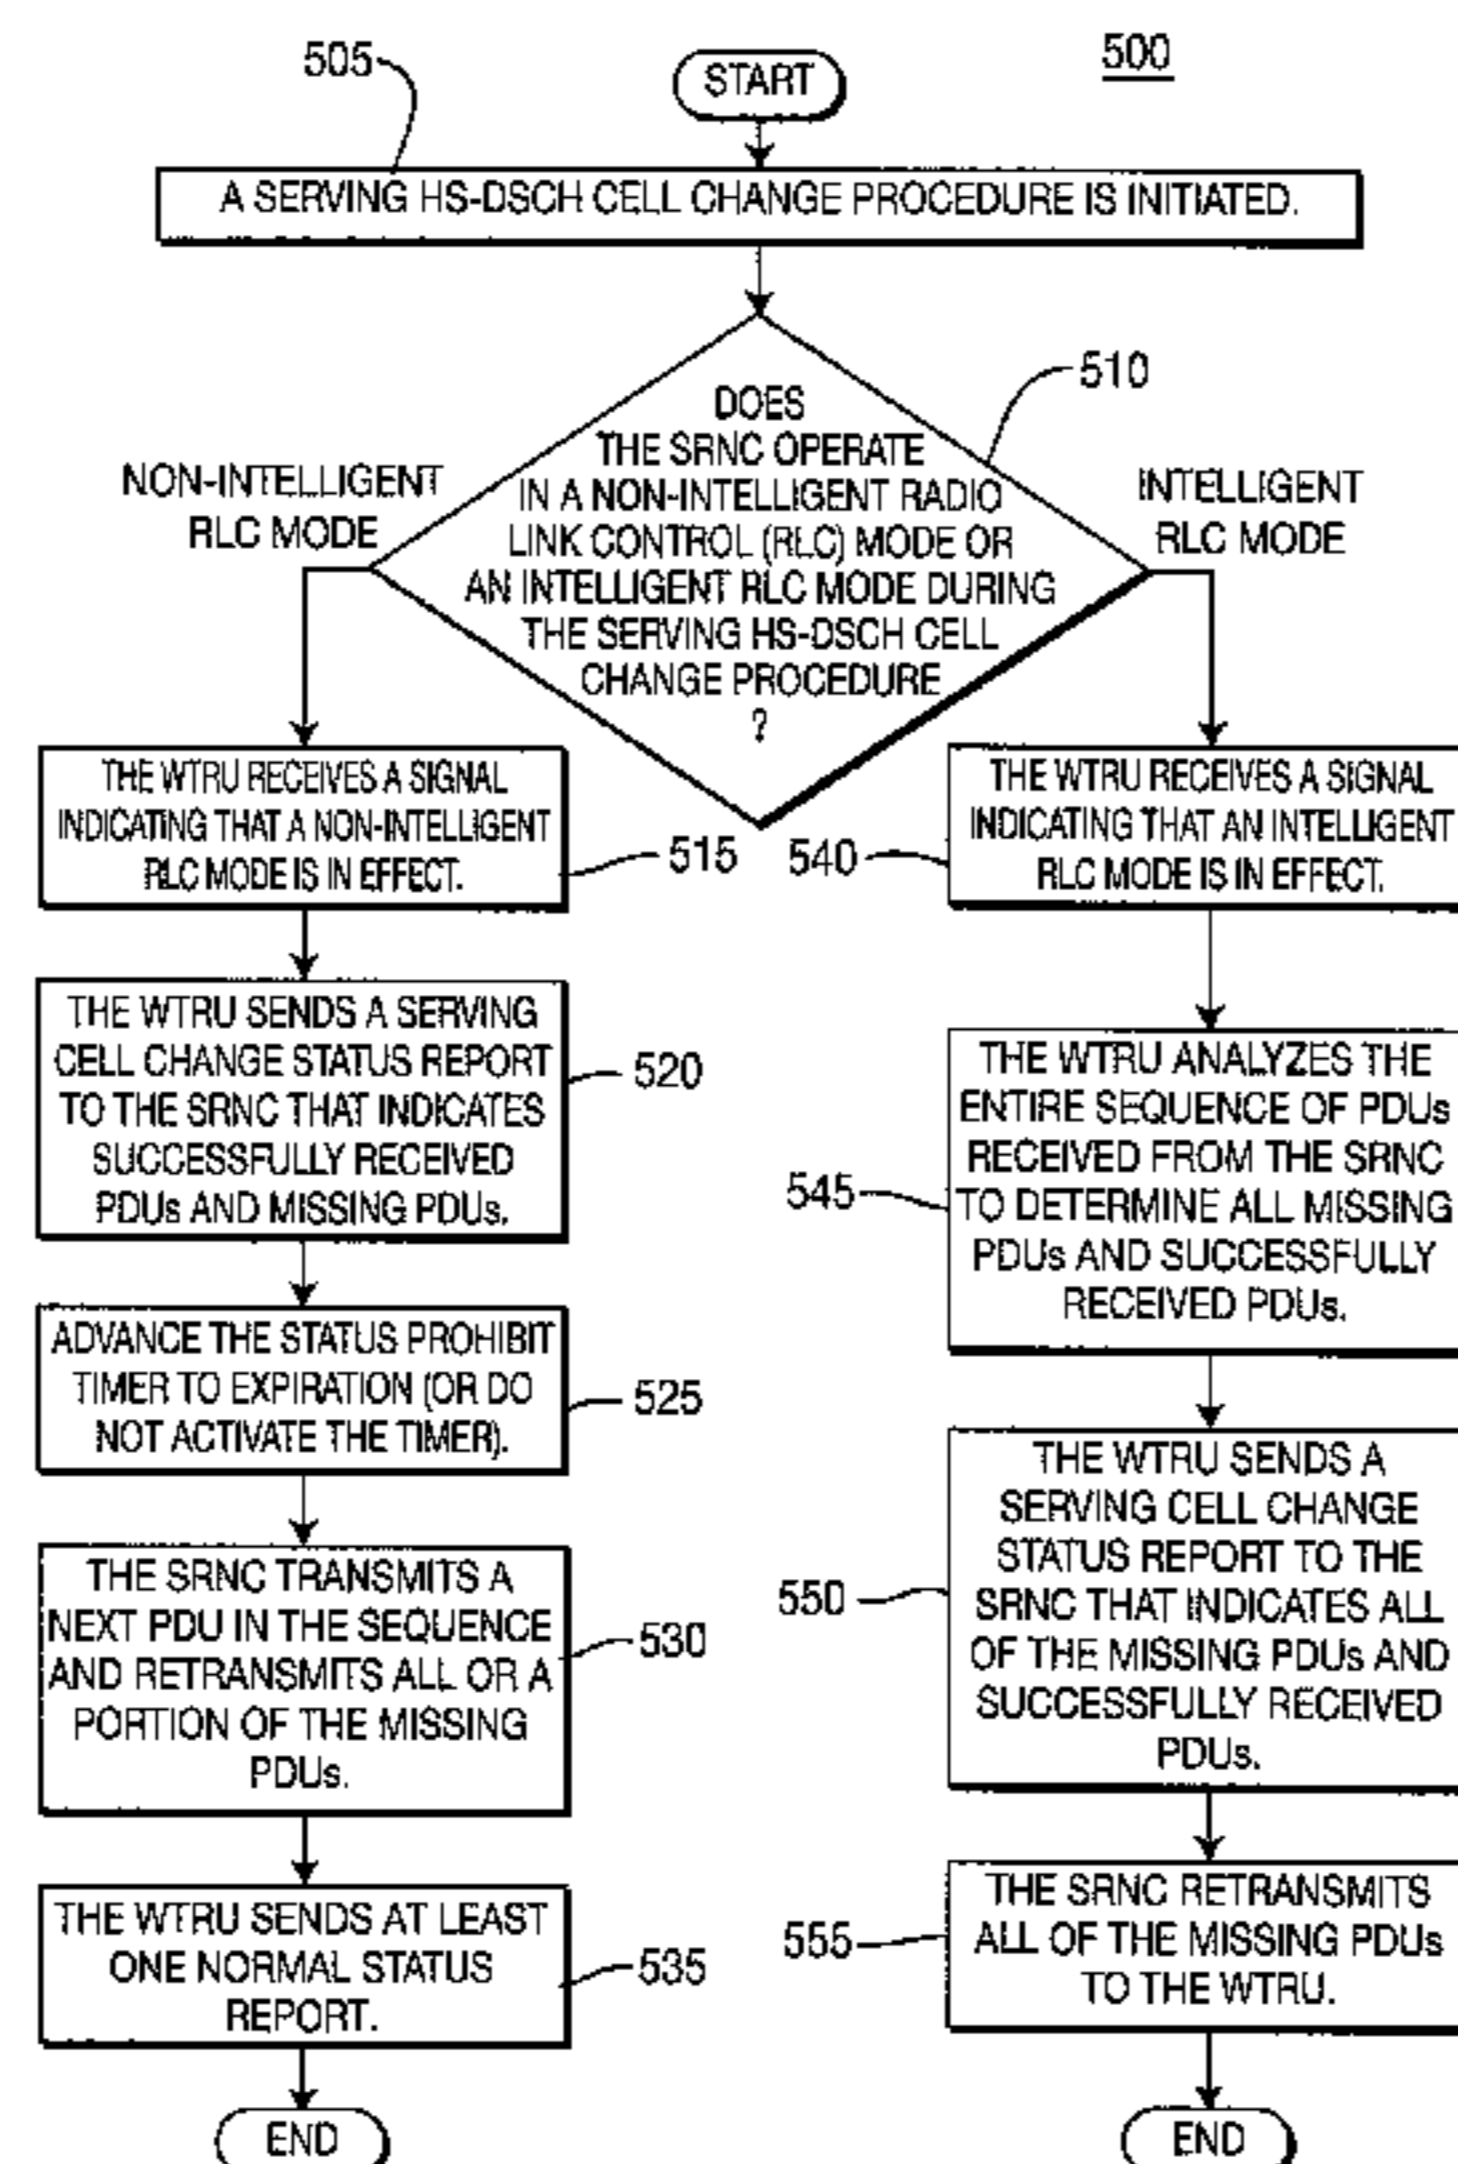 500
START
505
A SERVING HS-DSCH CELL CHANGE PROCEDURE IS INITIATED.
510
DOES
THE SRNC OPERATE
IN A NON-INTELLIGENT RADIO
LINK CONTROL (RLC) MODE OR
AN INTELLIGENT RLC MODE DURING
THE SERVING HS-DSCH CELL
CHANGE PROCEDURE
?
NON-INTELLIGENT
RLC MODE
INTELLIGENT
RLC MODE
THE WTRU RECEIVES A SIGNAL
INDICATING THAT A NON-INTELLIGENT
RLC MODE IS IN EFFECT.
515
THE WTRU SENDS A SERVING
CELL CHANGE STATUS REPORT
TO THE SRNC THAT INDICATES
SUCCESSFULLY RECEIVED
PDUs AND MISSING PDUs.
520
ADVANCE THE STATUS PROHIBIT
TIMER TO EXPIRATION (OR DO
NOT ACTIVATE THE TIMER).
525
THE SRNC TRANSMITS A
NEXT PDU IN THE SEQUENCE
AND RETRANSMITS ALL OR A
PORTION OF THE MISSING
PDUs.
530
THE WTRU SENDS AT LEAST
ONE NORMAL STATUS
REPORT.
535
END
540
THE WTRU RECEIVES A SIGNAL
INDICATING THAT AN INTELLIGENT
RLC MODE IS IN EFFECT.
545
THE WTRU ANALYZES THE
ENTIRE SEQUENCE OF PDUs
RECEIVED FROM THE SRNC
TO DETERMINE ALL MISSING
PDUs AND SUCCESSFULLY
RECEIVED PDUs.
550
THE WTRU SENDS A
SERVING CELL CHANGE
STATUS REPORT TO THE
SRNC THAT INDICATES ALL
OF THE MISSING PDUs AND
SUCCESSFULLY RECEIVED
PDUs.
555
THE SRNC RETRANSMITS
ALL OF THE MISSING PDUs
TO THE WTRU.
END